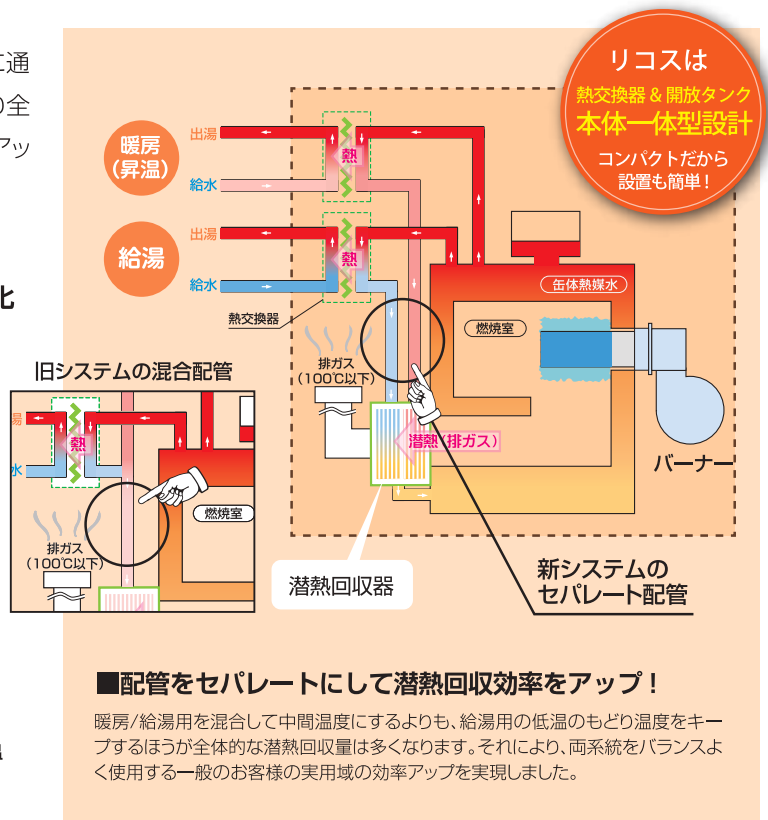 に通
の全
アッ
化
温
リコスは
熱交換器 & 開放タンク
本体一体型設計
コンパクトだから
設置も簡単！
暖房
（昇温）
出湯
給水
熱
給湯
出湯
給水
熱
熱交換器
缶体熱媒水
燃焼室
バーナー
排ガス
（100℃以下）
潜熱（排ガス）
潜熱回収器
新システムの
セパレート配管
旧システムの混合配管
湯
水
熱
燃焼室
排ガス
（100℃以下）
■配管をセパレートにして潜熱回収効率をアップ！
暖房/給湯用を混合して中間温度にするよりも、給湯用の低温のもどり温度をキー
プするほうが全体的な潜熱回収量は多くなります。それにより、両系統をバランスよ
く使用する一般のお客様の実用域の効率アップを実現しました。